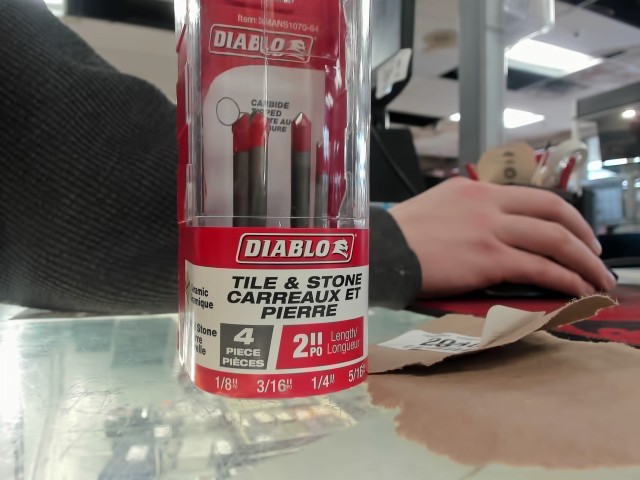 DIABLO
CARBIDE
DIABLO
TILE & STONE
CARREAUX ET
PIERRE
Stone
4
PIECE
PIÈCES
2"
PO
Length/
Longueur
1/8" 3/16" 1/4" 5/16